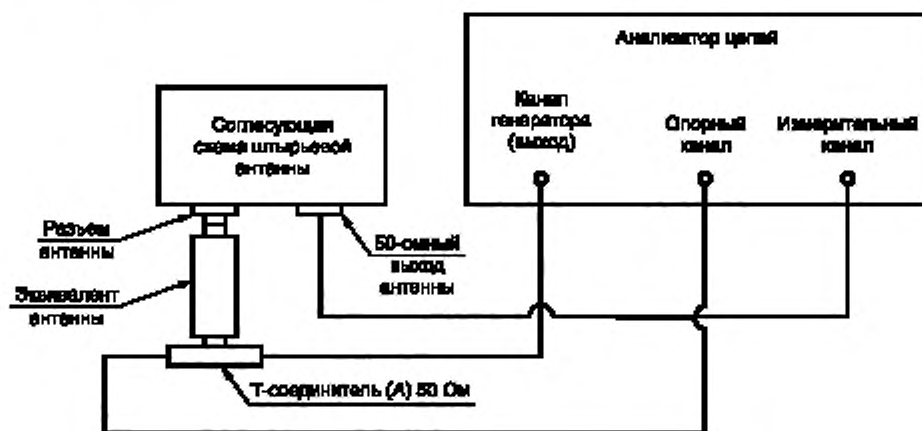 Анализатор цепей
Канал
генератора
(выход)
Опорный
канал
Измерительный
канал
Согласующая
схема штыревой
антенны
Разъем
антенны
50-омный
выход
антенны
Эквивалент
антенны
Т-соединитель (А) 50 Ом